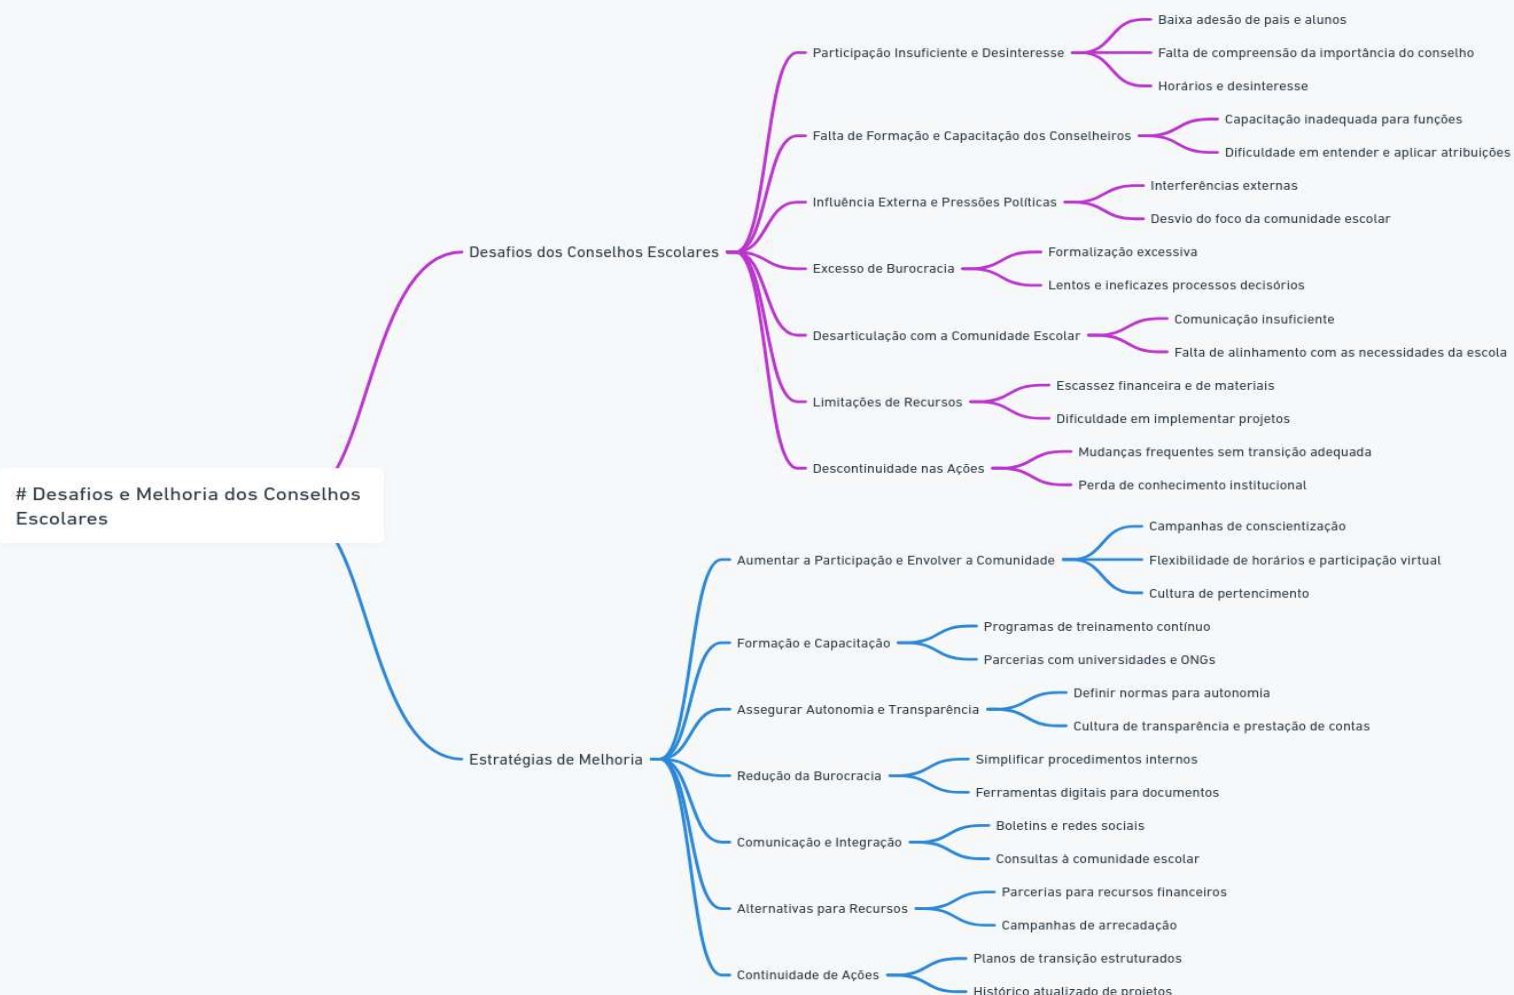 # Desafios e Melhoria dos Conselhos
Escolares
Desafios dos Conselhos Escolares
Participação Insuficiente e Desinteresse
Baixa adesão de pais e alunos
Falta de compreensão da importância do conselho
Horários e desinteresse
Falta de Formação e Capacitação dos Conselheiros
Capacitação inadequada para funções
Dificuldade em entender e aplicar atribuições
Influência Externa e Pressões Políticas
Interferências externas
Desvio do foco da comunidade escolar
Excesso de Burocracia
Formalização excessiva
Lentos e ineficazes processos decisórios
Desarticulação com a Comunidade Escolar
Comunicação insuficiente
Falta de alinhamento com as necessidades da escola
Limitações de Recursos
Escassez financeira e de materiais
Dificuldade em implementar projetos
Descontinuidade nas Ações
Mudanças frequentes sem transição adequada
Perda de conhecimento institucional
Estratégias de Melhoria
Aumentar a Participação e Envolver a Comunidade
Campanhas de conscientização
Flexibilidade de horários e participação virtual
Cultura de pertencimento
Formação e Capacitação
Programas de treinamento contínuo
Parcerias com universidades e ONGs
Assegurar Autonomia e Transparência
Definir normas para autonomia
Cultura de transparência e prestação de contas
Redução da Burocracia
Simplificar procedimentos internos
Ferramentas digitais para documentos
Comunicação e Integração
Boletins e redes sociais
Consultas à comunidade escolar
Alternativas para Recursos
Parcerias para recursos financeiros
Campanhas de arrecadação
Continuidade de Ações
Planos de transição estruturados
Histórico atualizado de projetos